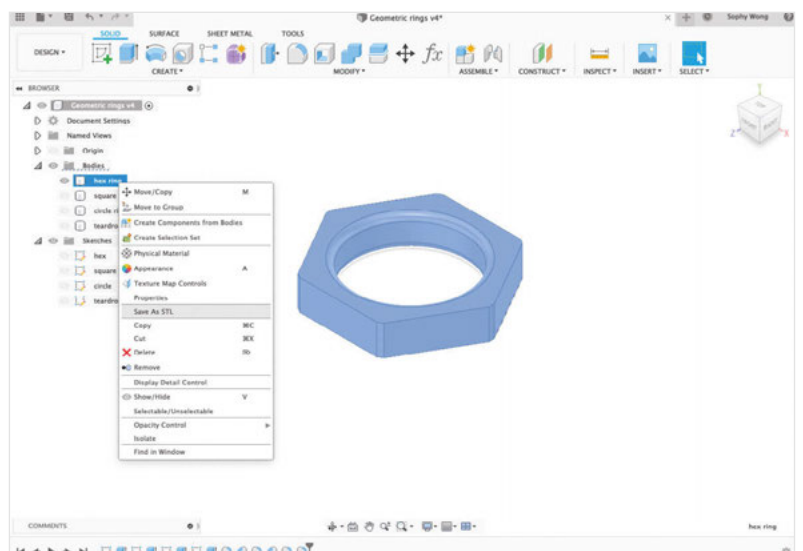 Geometric rings v4*
Sophy Wong
SOLID SURFACE SHEET METAL TOOLS
DESIGN
CREATE MODIFY ASSEMBLE CONSTRUCT INSPECT INSERT SELECT
BROWSER
Geometric rings v4
Document Settings
Named Views
Origin
Bodies
hex ring
square
circle ri
teardro
Sketches
hex
square
circle
teardro
Move/Copy M
Move to Group
Create Components from Bodies
Create Selection Set
Physical Material
Appearance A
Texture Map Controls
Properties
Save As STL
Copy ⌘C
Cut ⌘X
Delete
Remove
Display Detail Control
Show/Hide V
Selectable/Unselectable
Opacity Control
Isolate
Find in Window
Y
Z
X
COMMENTS
hex ring